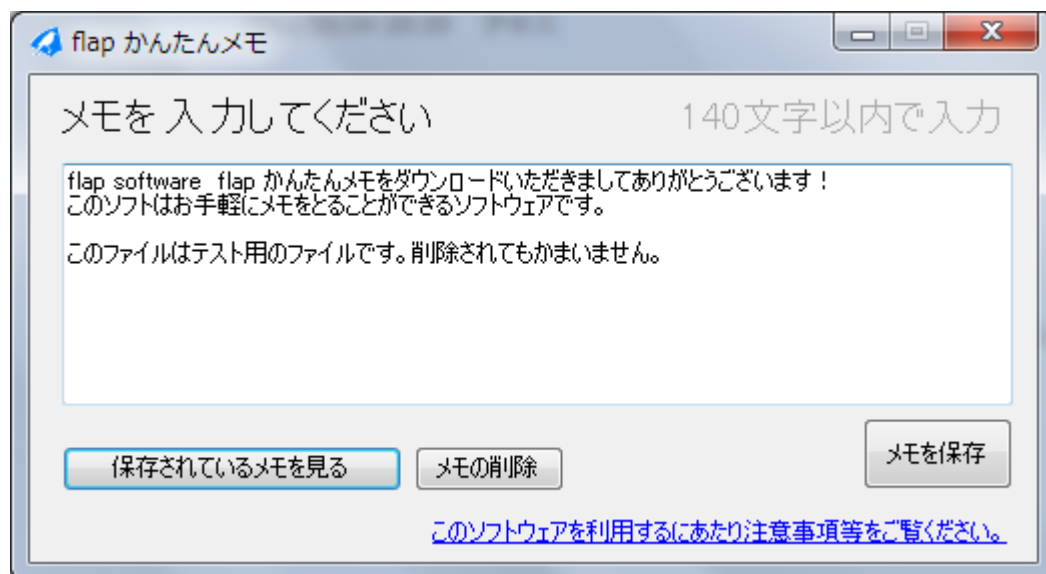 flap かんたんメモ
メモを入力してください
140文字以内で入力
flap software flap かんたんメモをダウンロードいただきましてありがとうございます！
このソフトはお手軽にメモをとることができるソフトウェアです。
このファイルはテスト用のファイルです。削除されてもかまいません。
保存されているメモを見る
メモの削除
メモを保存
このソフトウェアを利用するにあたり注意事項等をご覧ください。